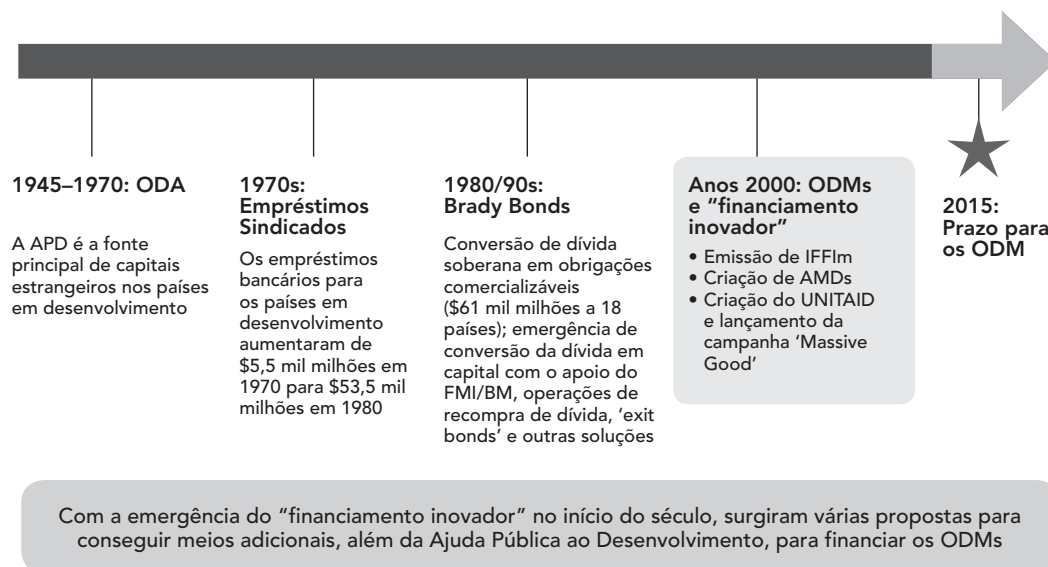 1945–1970: ODA
A APD é a fonte
principal de capitais
estrangeiros nos países
em desenvolvimento
1970s:
Empréstimos
Sindicados
Os empréstimos
bancários para
os países em
desenvolvimento
aumentaram de
$5,5 mil milhões em
1970 para $53,5 mil
milhões em 1980
1980/90s:
Brady Bonds
Conversão de dívida
soberana em obrigações
comercializáveis
($61 mil milhões a 18
países); emergência de
conversão da dívida em
capital com o apoio do
FMI/BM, operações de
recompra de dívida, ‘exit
bonds’ e outras soluções
Anos 2000: ODMs
e “financiamento
inovador”
• Emissão de IFFIm
• Criação de AMDs
• Criação do UNITAID
e lançamento da
campanha ‘Massive
Good’
2015:
Prazo para
os ODM
Com a emergência do “financiamento inovador” no início do século, surgiram várias propostas para
conseguir meios adicionais, além da Ajuda Pública ao Desenvolvimento, para financiar os ODMs